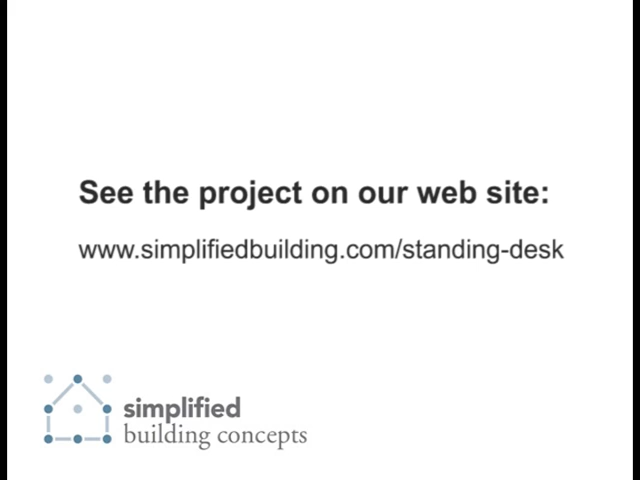 See the project on our web site:
www.simplifiedbuilding.com/standing-desk
simplified
building concepts